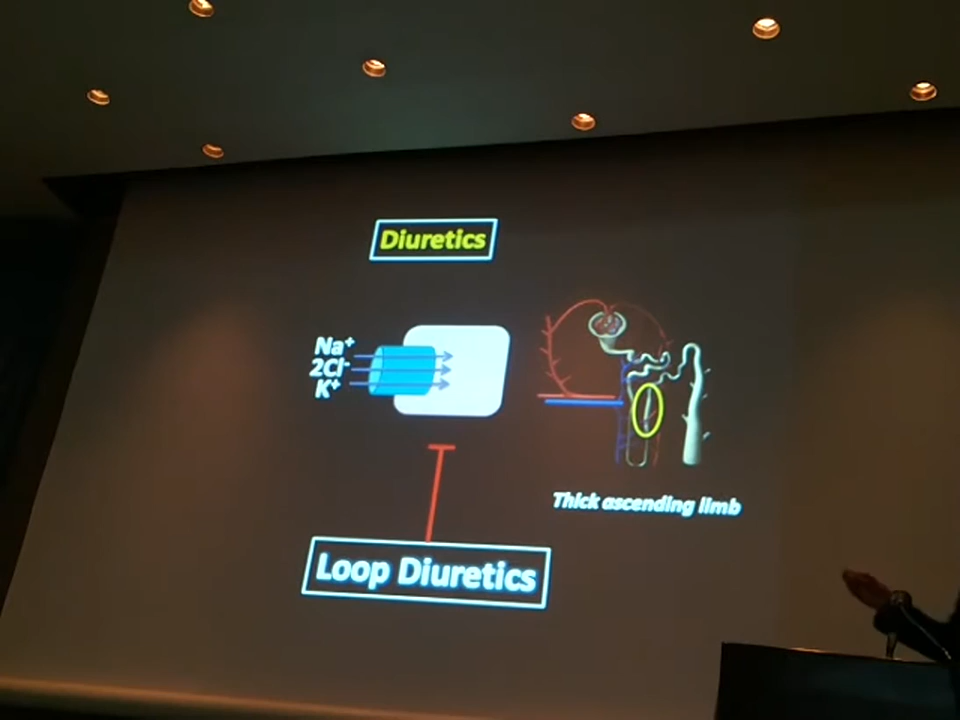 Diuretics
Na⁺
2Cl⁻
K⁺
Thick ascending limb
Loop Diuretics